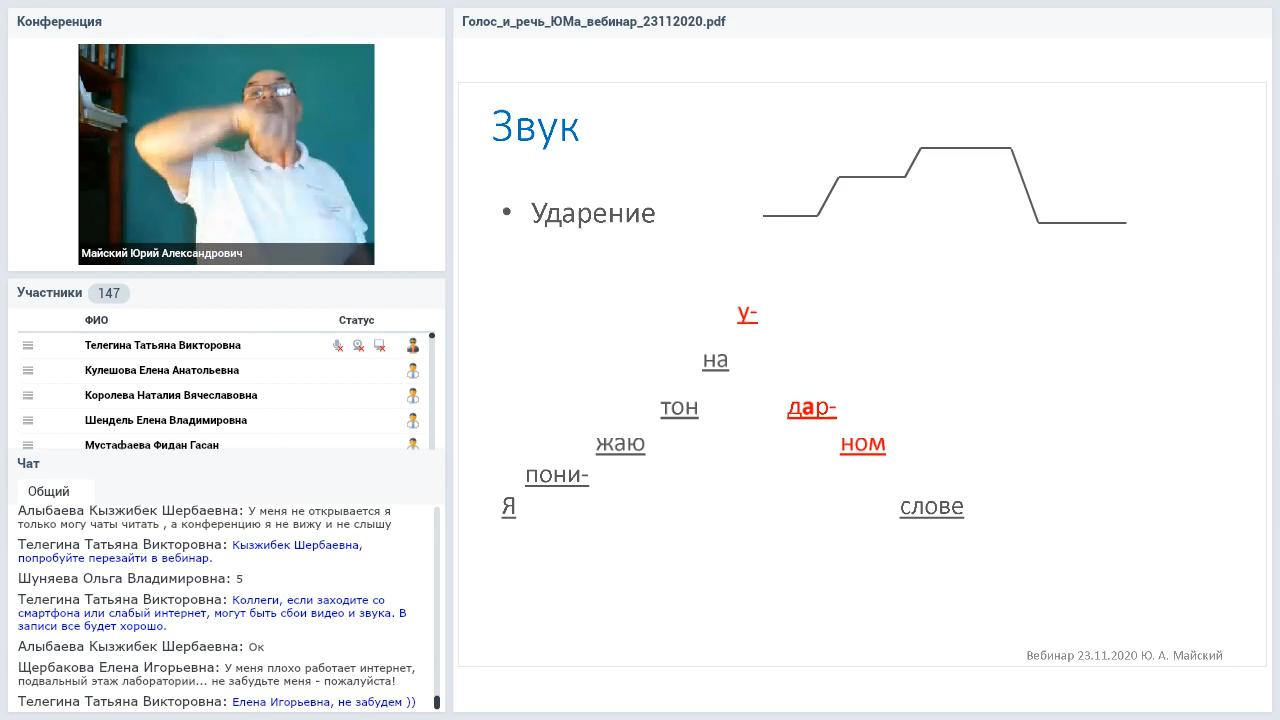 Конференция
Майский Юрий Александрович
Участники 147
ФИО Статус
Телегина Татьяна Викторовна
Кулешова Елена Анатольевна
Королева Наталия Вячеславовна
Шендель Елена Владимировна
Мустафаева Фидан Гасан
Чат
Общий
Алыбаева Кызжибек Шербаевна: У меня не открывается я
только могу чаты читать , а конференцию я не вижу и не слышу
Телегина Татьяна Викторовна: Кызжибек Шербаевна,
попробуйте перезайти в вебинар.
Шуняева Ольга Владимировна: 5
Телегина Татьяна Викторовна: Коллеги, если заходите со
смартфона или слабый интернет, могут быть сбои видео и звука. В
записи все будет хорошо.
Алыбаева Кызжибек Шербаевна: Ок
Щербакова Елена Игорьевна: У меня плохо работает интернет,
подвальный этаж лаборатории... не забудьте меня - пожалуйста!
Телегина Татьяна Викторовна: Елена Игорьевна, не забудем ))
Голос_и_речь_ЮМа_вебинар_23112020.pdf
Звук
• Ударение
Я
пони-
жаю
тон
на
у-
дар-
ном
слове
Вебинар 23.11.2020 Ю. А. Майский